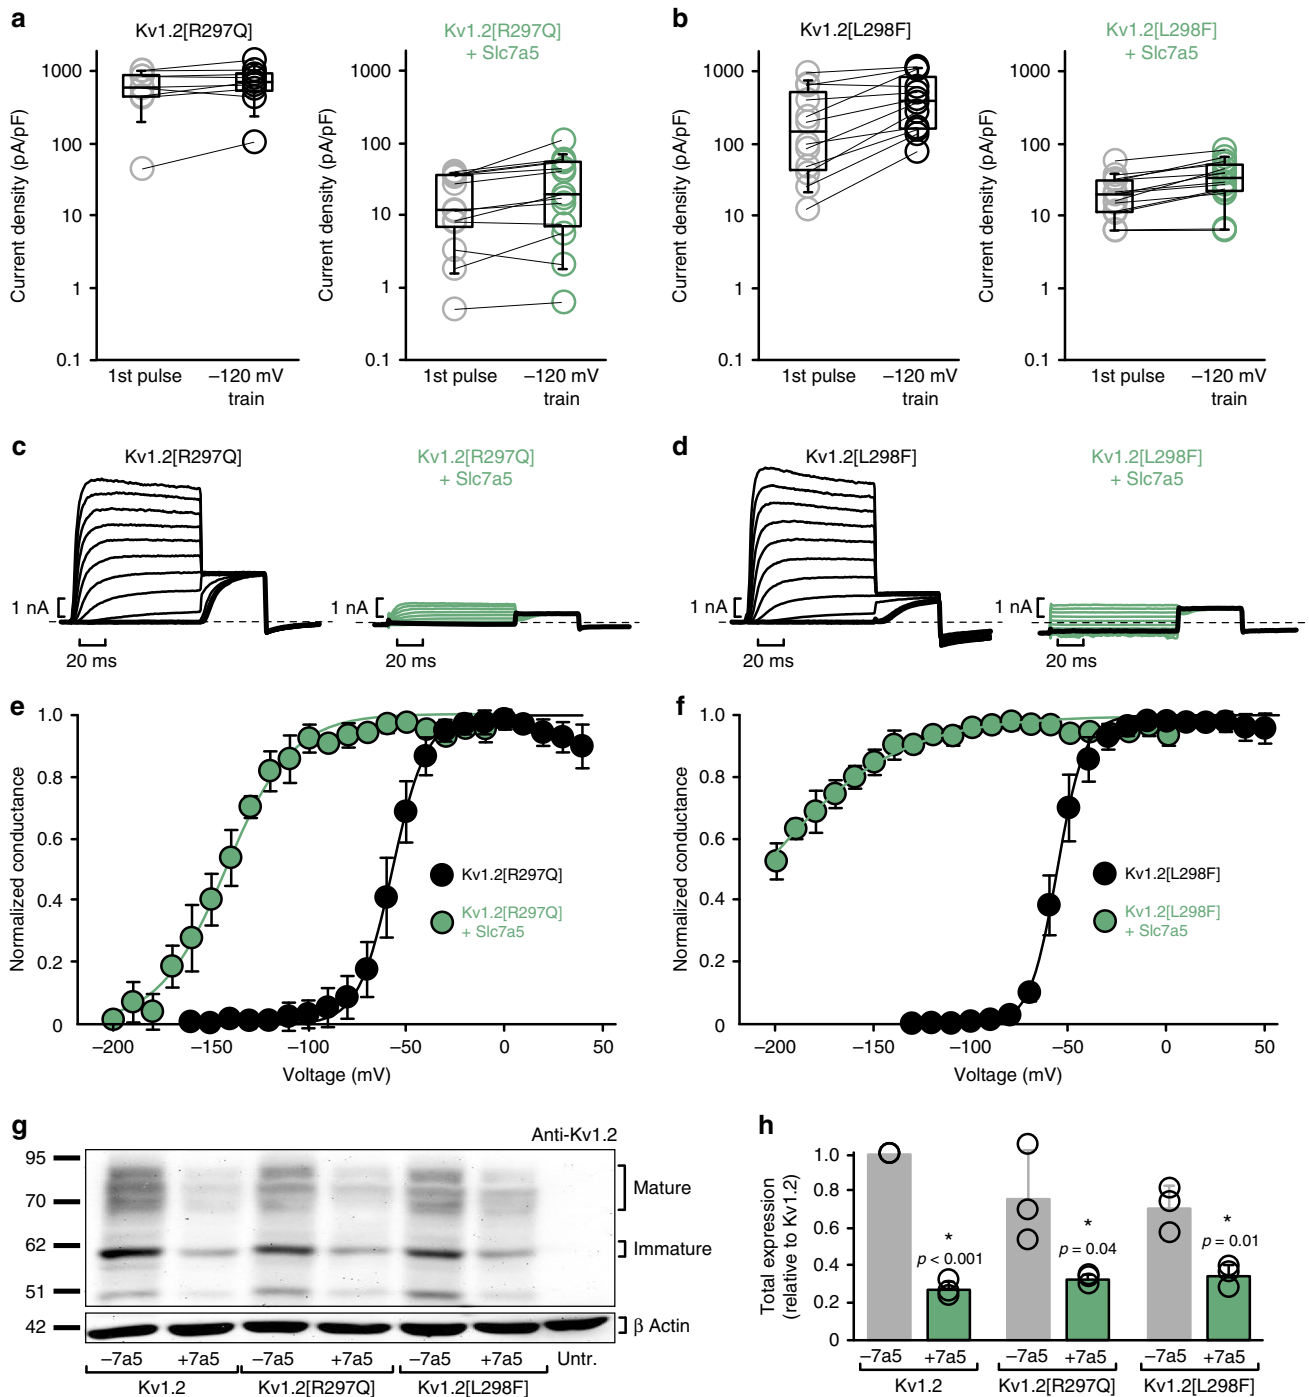 a
Kv1.2[R297Q]
Kv1.2[R297Q]
+ Slc7a5
Current density (pA/pF)
1000
100
10
1
0.1
1st pulse
–120 mV
train
Current density (pA/pF)
1000
100
10
1
0.1
1st pulse
–120 mV
train
b
Kv1.2[L298F]
Kv1.2[L298F]
+ Slc7a5
Current density (pA/pF)
1000
100
10
1
0.1
1st pulse
–120 mV
train
Current density (pA/pF)
1000
100
10
1
0.1
1st pulse
–120 mV
train
c
Kv1.2[R297Q]
Kv1.2[R297Q]
+ Slc7a5
1 nA
20 ms
1 nA
20 ms
d
Kv1.2[L298F]
Kv1.2[L298F]
+ Slc7a5
1 nA
20 ms
1 nA
20 ms
e
Normalized conductance
1.0
0.8
0.6
0.4
0.2
0
–200
–150
–100
–50
0
50
Voltage (mV)
Kv1.2[R297Q]
Kv1.2[R297Q]
+ Slc7a5
f
Normalized conductance
1.0
0.8
0.6
0.4
0.2
0
–200
–150
–100
–50
0
50
Voltage (mV)
Kv1.2[L298F]
Kv1.2[L298F]
+ Slc7a5
g
Anti-Kv1.2
95
70
62
51
42
Mature
Immature
β Actin
–7a5
+7a5
–7a5
+7a5
–7a5
+7a5
Untr.
Kv1.2
Kv1.2[R297Q]
Kv1.2[L298F]
h
Total expression
(relative to Kv1.2)
1.0
0.8
0.6
0.4
0.2
0
*
p < 0.001
*
p = 0.04
*
p = 0.01
–7a5
+7a5
–7a5
+7a5
–7a5
+7a5
Kv1.2
Kv1.2[R297Q]
Kv1.2[L298F]